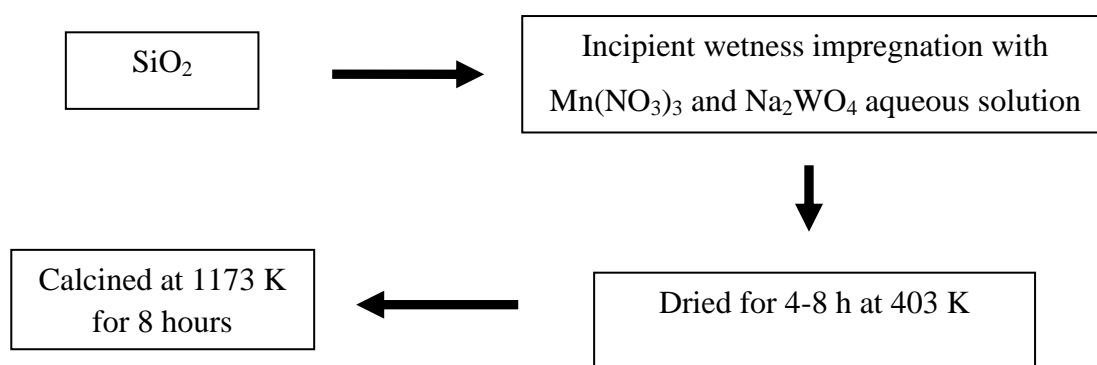 SiO₂
Incipient wetness impregnation with
Mn(NO₃)₃ and Na₂WO₄ aqueous solution
Dried for 4-8 h at 403 K
Calcined at 1173 K
for 8 hours